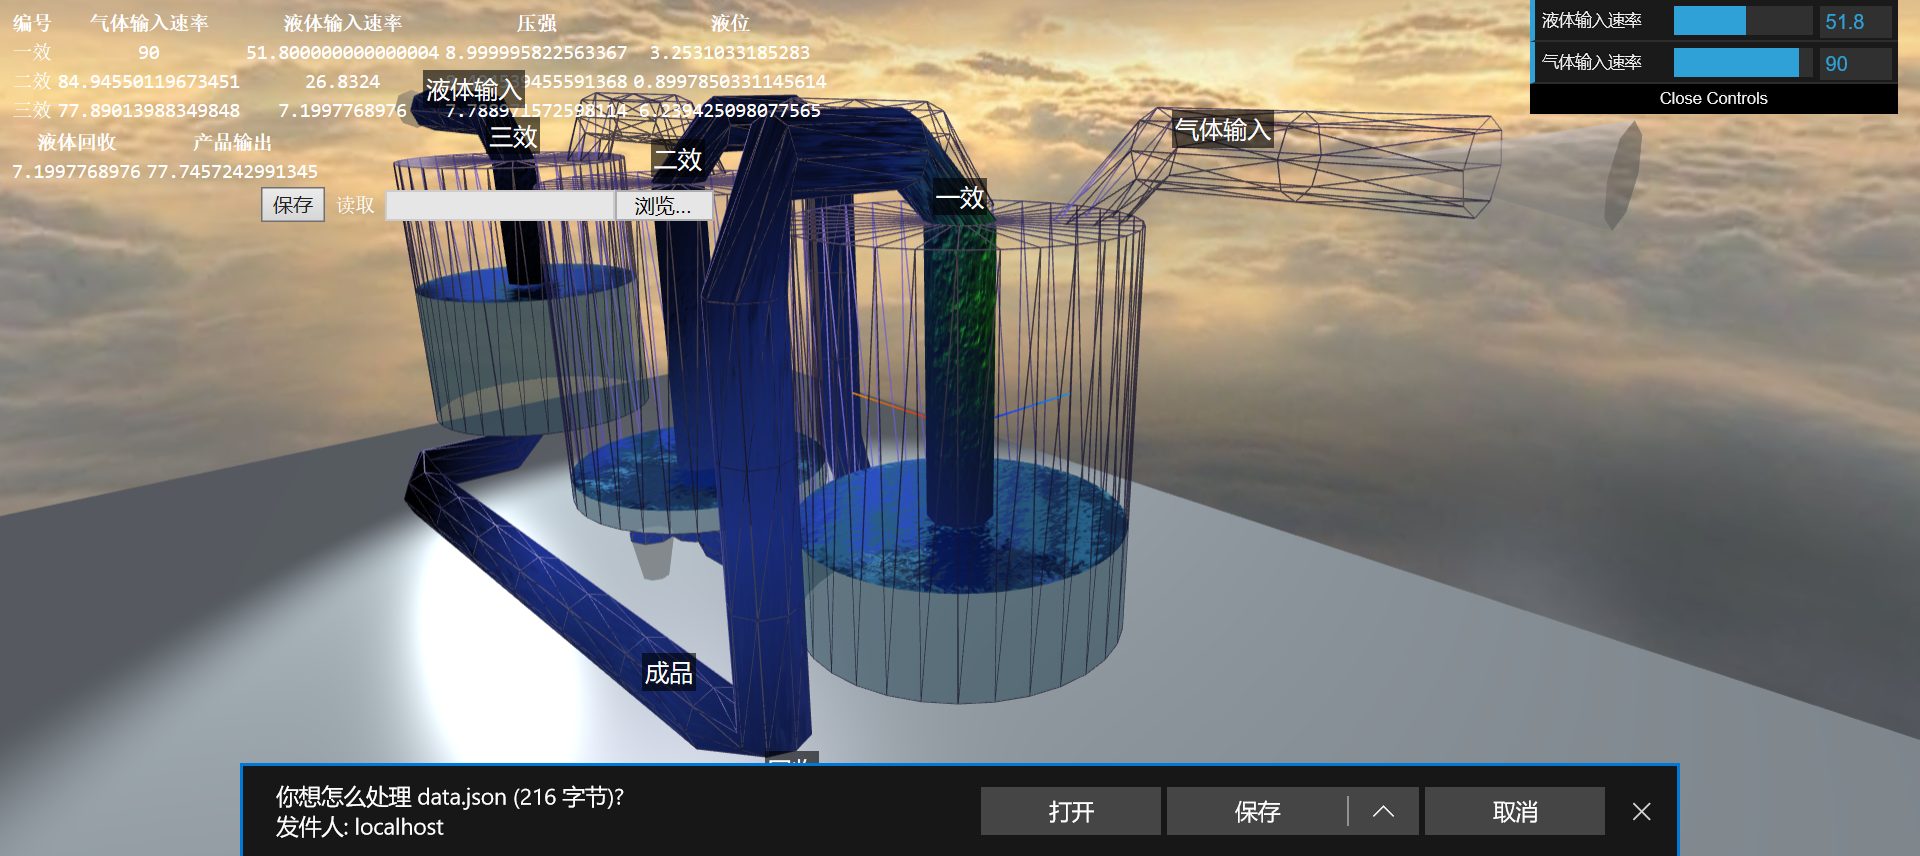 编号 气体输入速率 液体输入速率 压强 液位
一效 90 51.800000000000004 8.999995822563367 3.2531033185283
二效 84.94550119673451 26.8324 0.8997850331145614
三效 77.89013988349848 7.1997768976 7.788971572598114 6.239425098077565
液体回收 产品输出
7.1997768976 77.7457242991345
保存 读取 浏览...
液体输入
三效
二效
一效
气体输入
成品
液体输入速率 51.8
气体输入速率 90
Close Controls
你想怎么处理 data.json (216 字节)?
发件人: localhost
打开 保存 取消